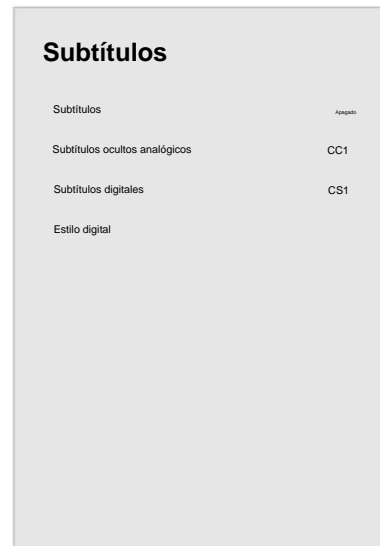 Subtítulos
Subtítulos Apagado
Subtítulos ocultos analógicos CC1
Subtítulos digitales CS1
Estilo digital